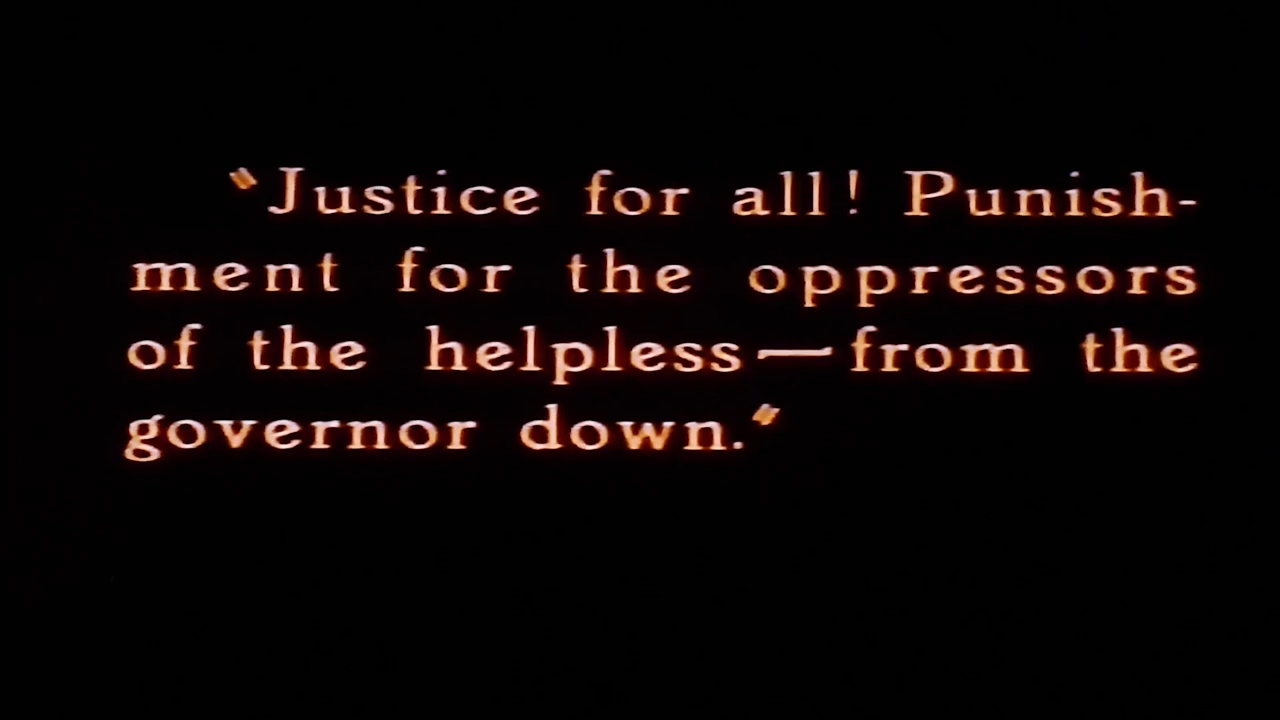 "Justice for all! Punish-
ment for the oppressors
of the helpless—from the
governor down."